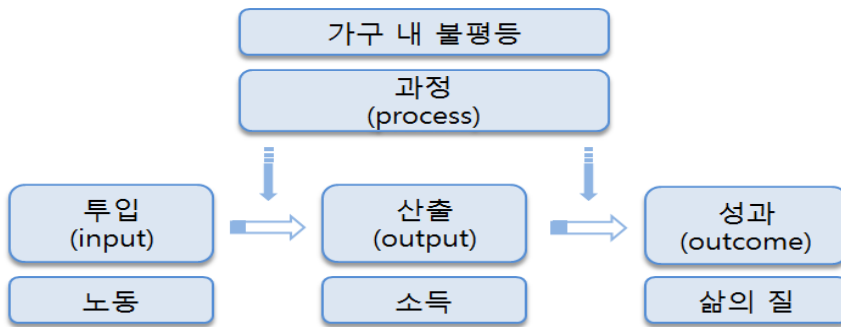 가구 내 불평등
과정
(process)
투입
(input)
산출
(output)
성과
(outcome)
노동
소득
삶의 질